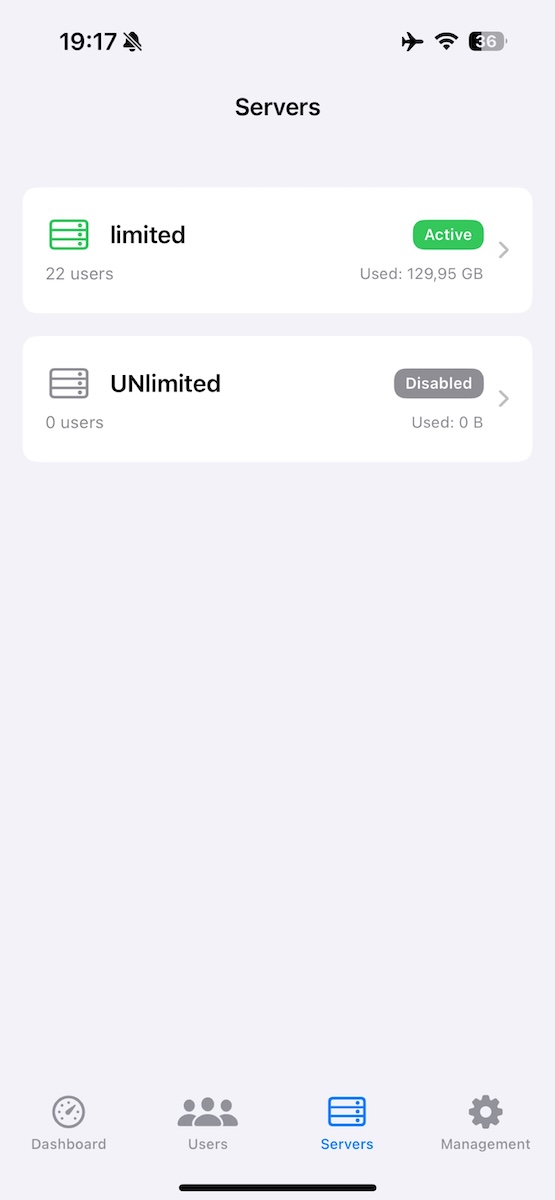 19:17 36
Servers
limited Active
22 users Used: 129,95 GB
UNlimited Disabled
0 users Used: 0 B
Dashboard Users Servers Management